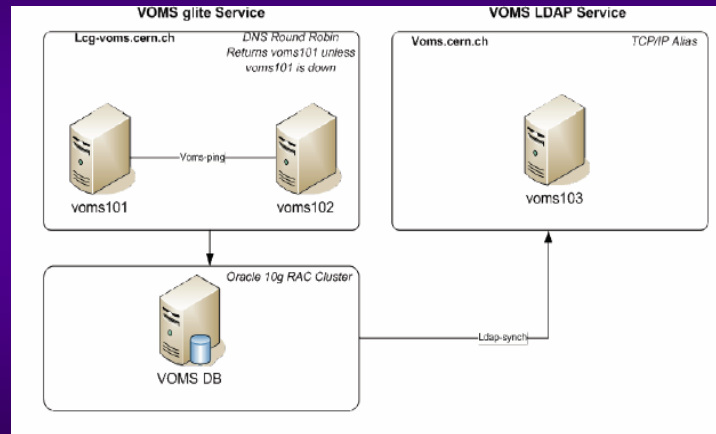 VOMS glite Service
VOMS LDAP Service
Lcg-voms.cern.ch
DNS Round Robin
Returns voms101 unless
voms101 is down
Voms.cern.ch
TCP/IP Alias
Voms-ping
voms101
voms102
voms103
Oracle 10g RAC Cluster
Ldap-synch
VOMS DB